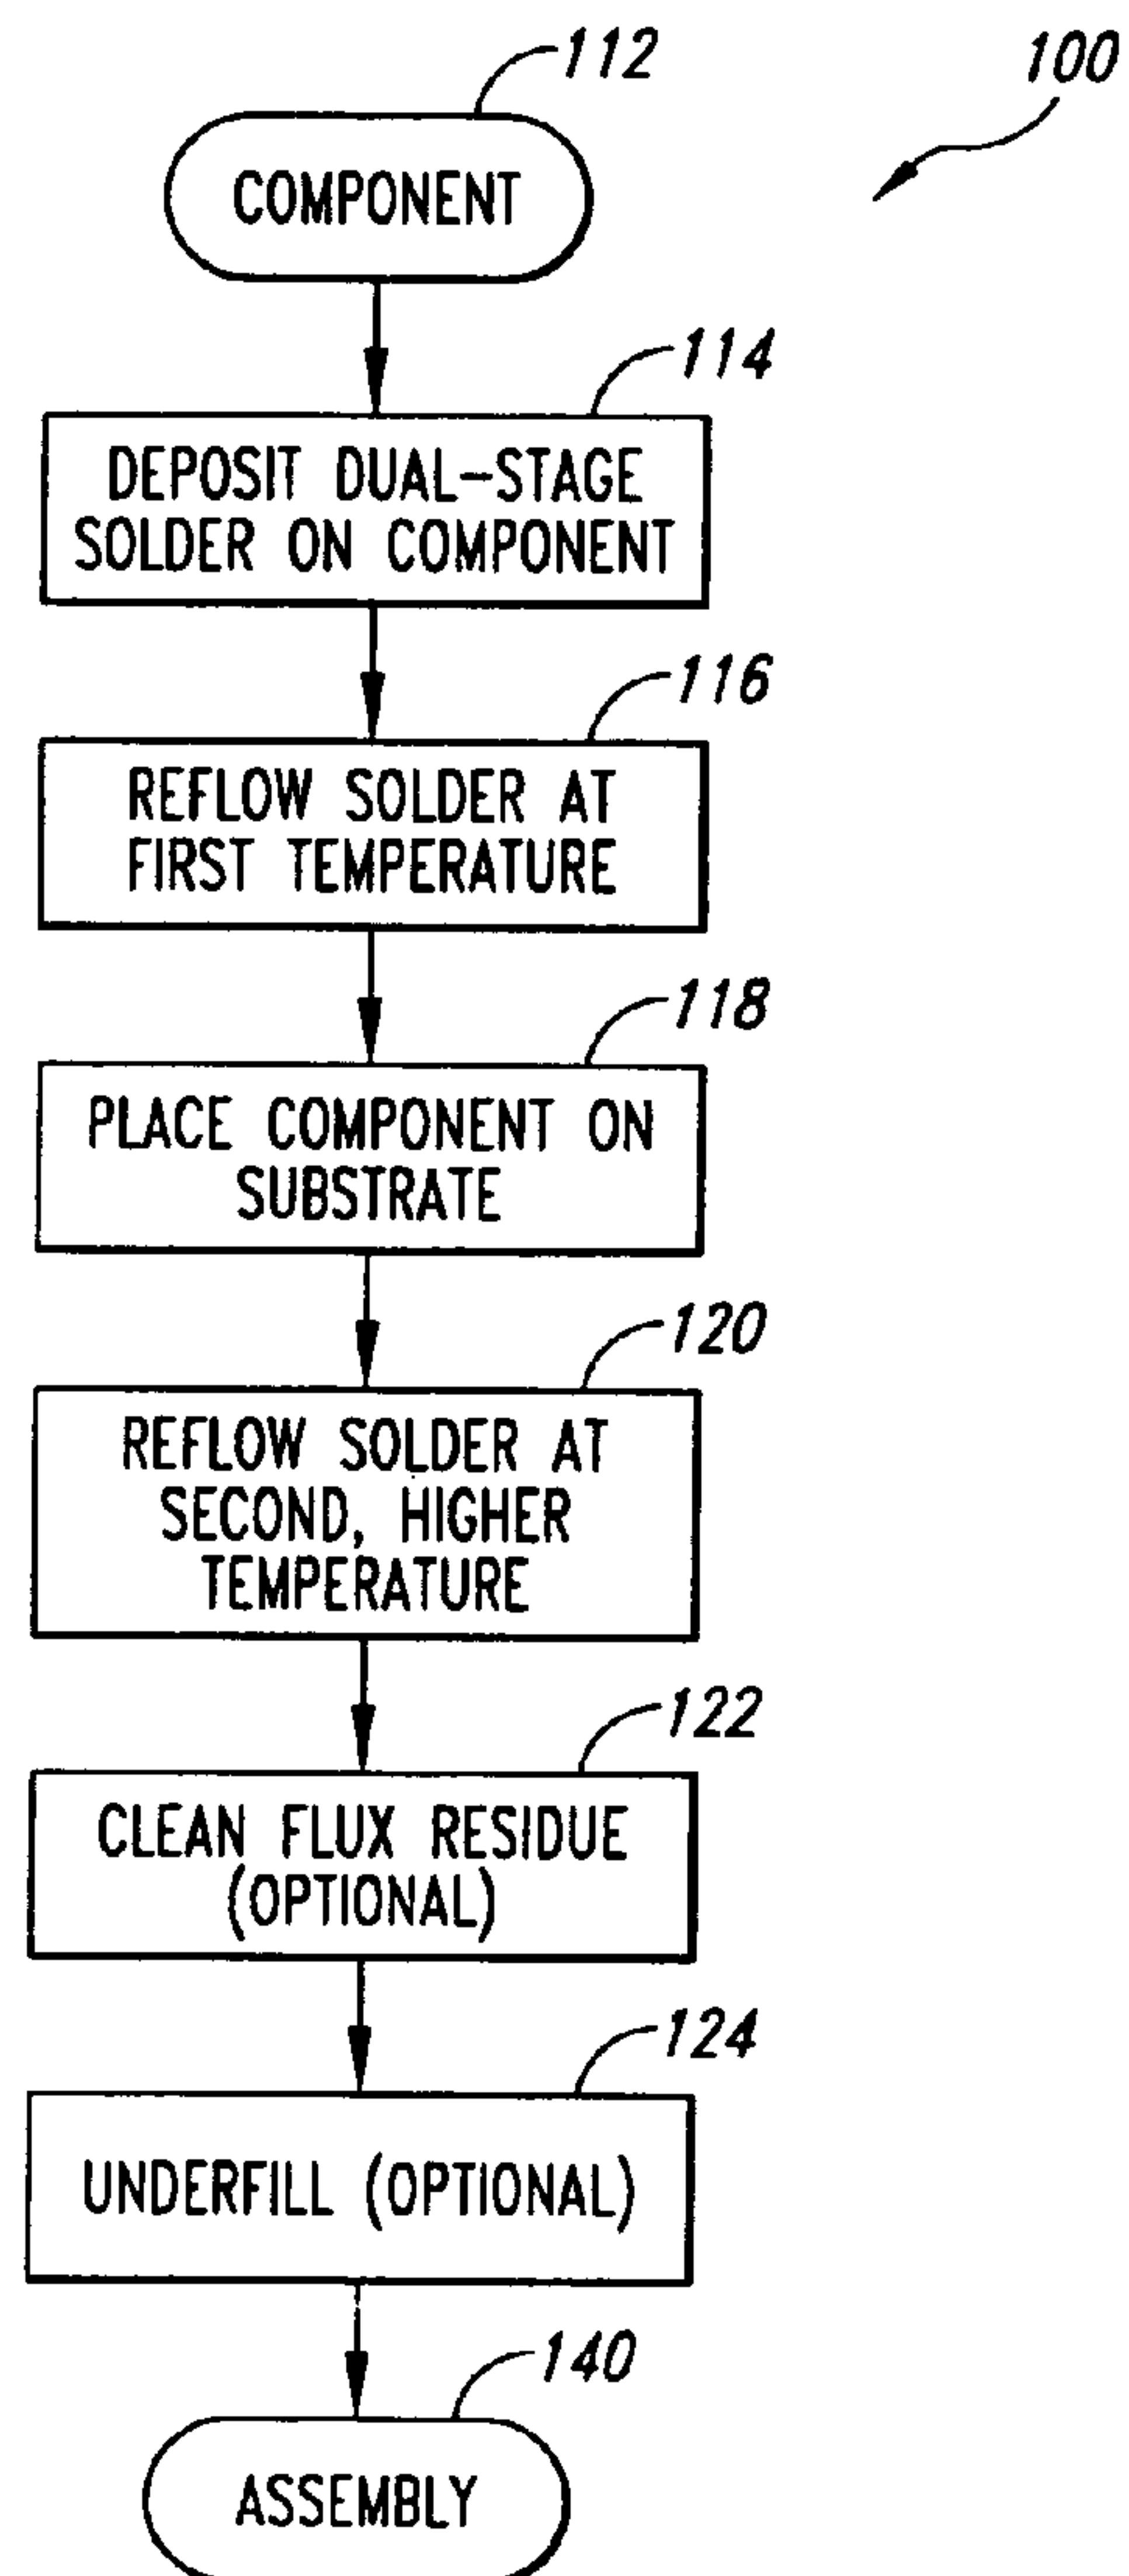 112
100
COMPONENT
114
DEPOSIT DUAL-STAGE
SOLDER ON COMPONENT
116
REFLOW SOLDER AT
FIRST TEMPERATURE
118
PLACE COMPONENT ON
SUBSTRATE
120
REFLOW SOLDER AT
SECOND, HIGHER
TEMPERATURE
122
CLEAN FLUX RESIDUE
(OPTIONAL)
124
UNDERFILL (OPTIONAL)
140
ASSEMBLY